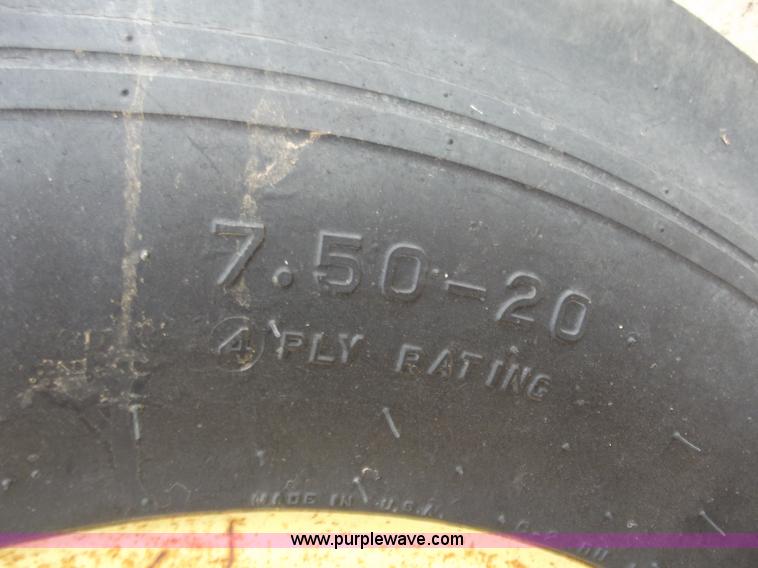 7.50-20
4 PLY RATING
MADE IN U.S.A.
www.purplewave.com